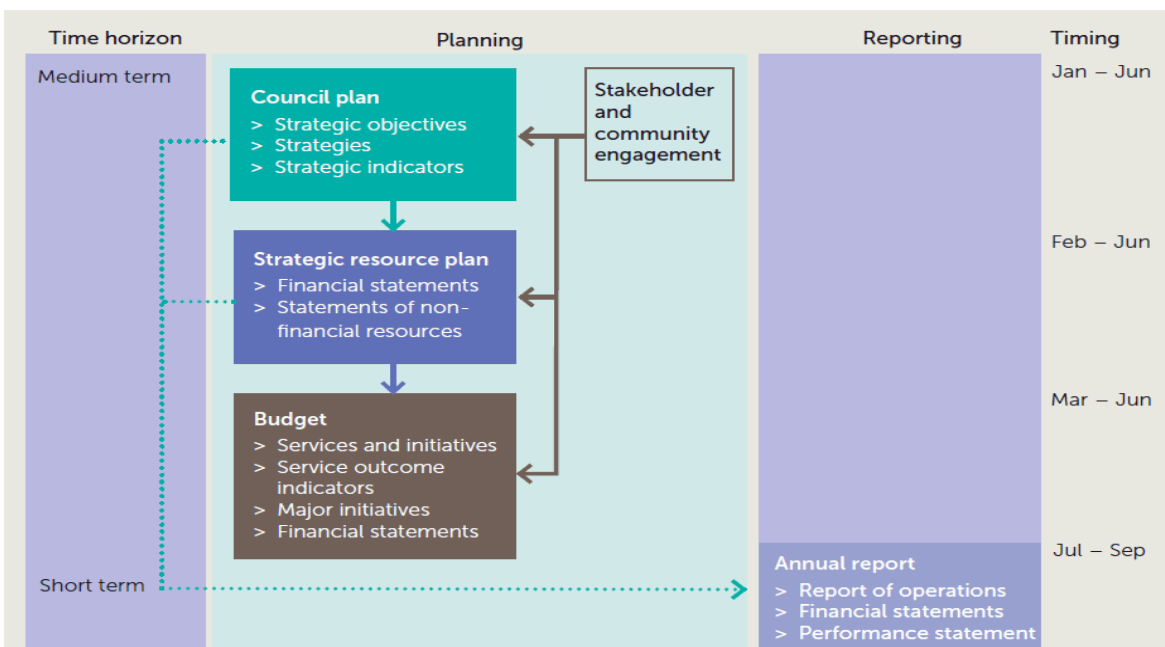 Time horizon
Planning
Reporting
Timing
Medium term
Jan – Jun
Council plan
> Strategic objectives
> Strategies
> Strategic indicators
Stakeholder
and
community
engagement
Feb – Jun
Strategic resource plan
> Financial statements
> Statements of non-
financial resources
Mar – Jun
Budget
> Services and initiatives
> Service outcome
indicators
> Major initiatives
> Financial statements
Jul – Sep
Short term
Annual report
> Report of operations
> Financial statements
> Performance statement